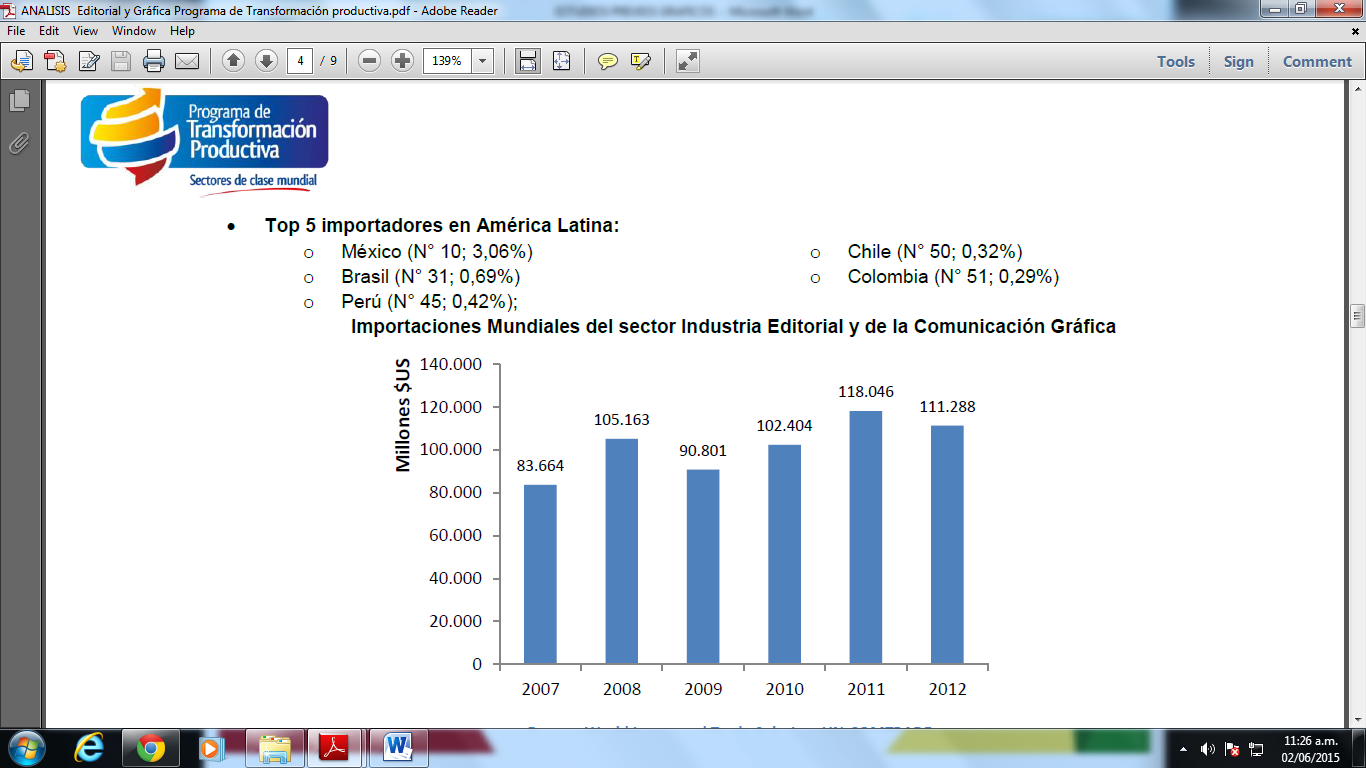 ANALISIS  Editorial y Gráfica Programa de Transformación productiva.pdf - Adobe Reader
File Edit View Window Help
4 / 9 139% Tools Sign Comment
Programa de
Transformación
Productiva
Sectores de clase mundial
• Top 5 importadores en América Latina:
o México (N° 10; 3,06%)
o Brasil (N° 31; 0,69%)
o Perú (N° 45; 0,42%);
o Chile (N° 50; 0,32%)
o Colombia (N° 51; 0,29%)
Importaciones Mundiales del sector Industria Editorial y de la Comunicación Gráfica
Millones $US
140.000
120.000
100.000
80.000
60.000
40.000
20.000
0
83.664
105.163
90.801
102.404
118.046
111.288
2007 2008 2009 2010 2011 2012
11:26 a.m.
02/06/2015